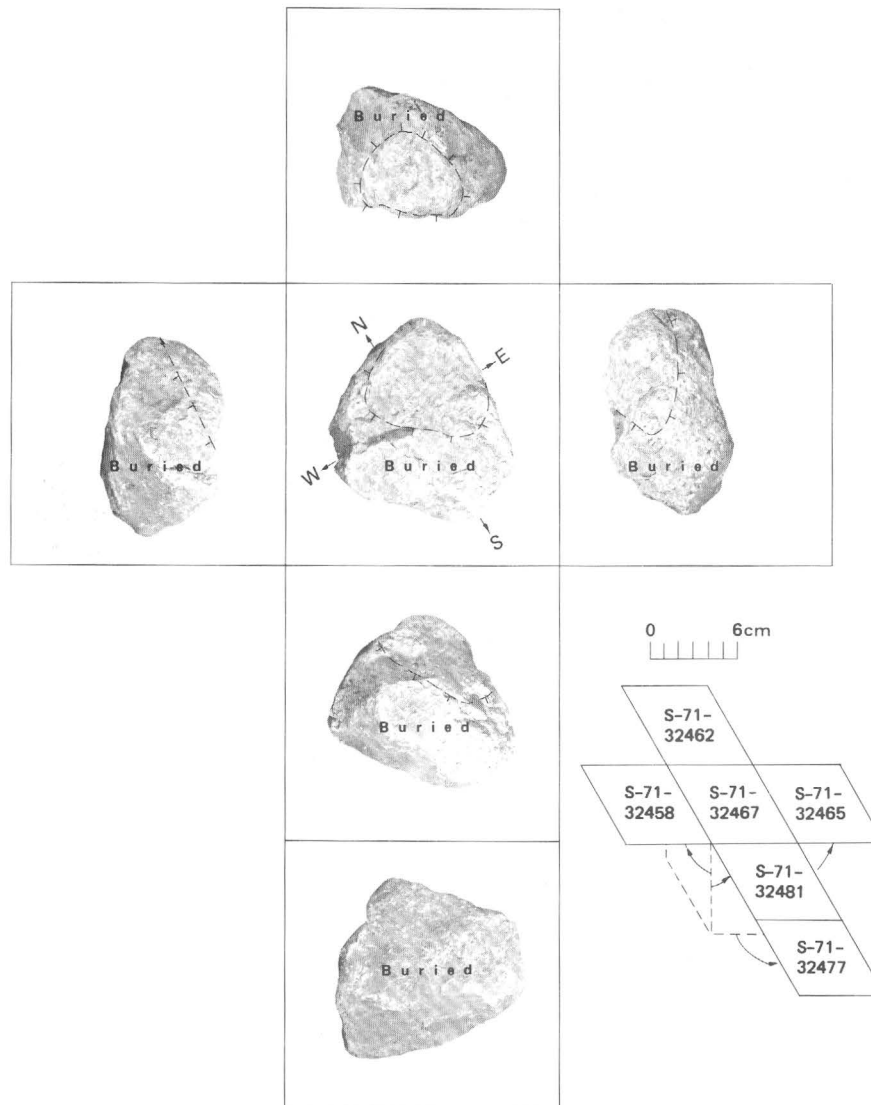 Buried
N
E
W
S
Buried
Buried
Buried
Buried
0 6cm
S-71-
32462
S-71-
32458
S-71-
32467
S-71-
32465
S-71-
32481
S-71-
32477
Buried